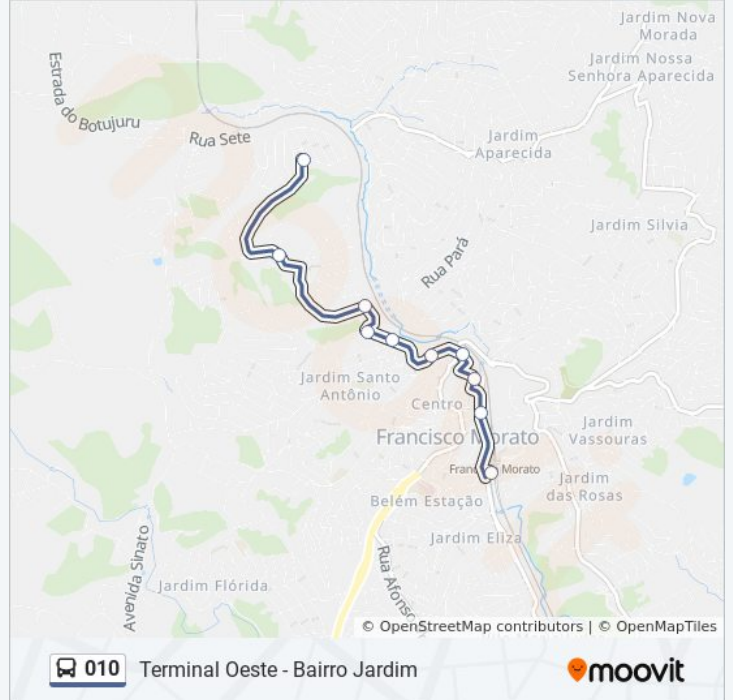 Jardim Nova
Morada
Jardim Nossa
Senhora Aparecida
Estrada do Botujuru
Rua Sete
Jardim
Aparecida
Jardim Silvia
Rua Pará
Jardim Santo
Antônio
Centro
Francisco Morato
Jardim
Vassouras
Morato
Jardim
das Rosas
Belém Estação
Jardim Eliza
Avenida Sinato
Jardim Flórida
Rua Afonso
© OpenStreetMap contributors | © OpenMapTiles
010 Terminal Oeste - Bairro Jardim
moovit